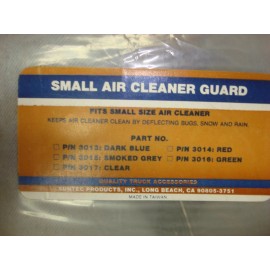 SMALL AIR CLEANER GUARD
FITS SMALL SIZE AIR CLEANER
KEEPS AIR CLEANER CLEAN BY DEFLECTING BUGS, SNOW AND RAIN.
PART NO.
P/N 3013: DARK BLUE P/N 3014: RED
P/N 3015: SMOKED GREY P/N 3016: GREEN
P/N 3017: CLEAR
QUALITY TRUCK ACCESSORIES
PRODUCTS, INC., LONG BEACH, CA 90805-3751
MADE IN TAIWAN